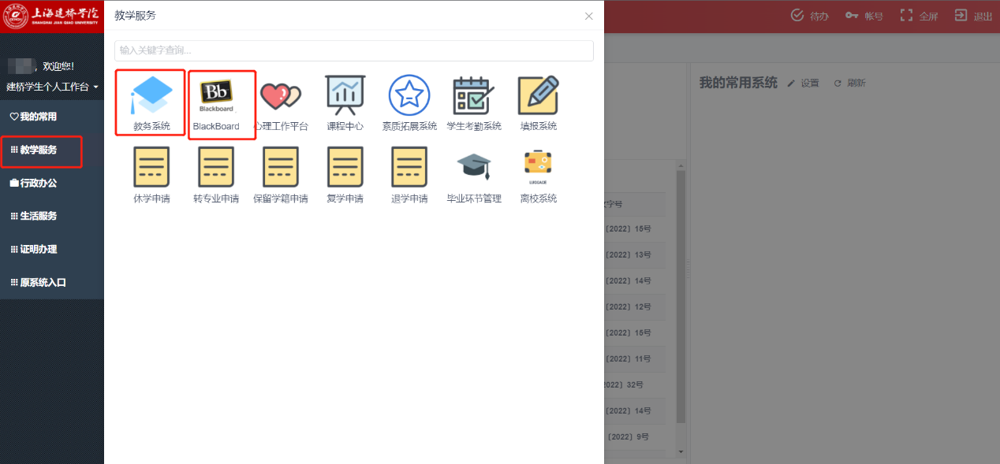 上海建桥学院
SHANGHAI JIAN QIAO UNIVERSITY
教学服务
待办
帐号
全屏
退出
，欢迎您!
建桥学生个人工作台
输入关键字查询...
我的常用
教学服务
行政办公
生活服务
证明办理
原系统入口
Bb
Blackboard
教务系统
BlackBoard
心理工作平台
课程中心
素质拓展系统
学生考勤系统
填报系统
休学申请
转专业申请
保留学籍申请
复学申请
退学申请
毕业环节管理
LUGGAGE
离校系统
我的常用系统
设置
刷新
文字号
〔2022〕15号
〔2022〕13号
〔2022〕14号
〔2022〕12号
〔2022〕15号
〔2022〕11号
2022〕32号
〔2022〕14号
〔2022〕9号